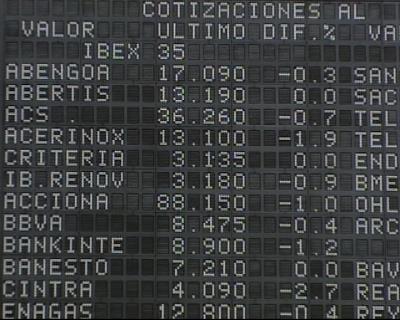 COTIZACIONES AL
VALOR ULTIMO DIF.% VA
IBEX 35
ABENGOA 17.090 -0.3 SAN
ABERTIS 13.190 0.0 SAC
ACS . 36.260 -0.7 TEL
ACERINOX 13.100 -1.9 TEL
CRITERIA 3.135 0.0 END
IB.RENOV 3.180 -0.9 BME
ACCIONA 88.150 -1.0 OHL
BBVA 8.475 -0.4 ARC
BANKINTE 8.900 -1.2
BANESTO 7.210 0.0 BAV
CINTRA 4.090 -2.7 REA
ENAGAS 12.800 -0.4 REY